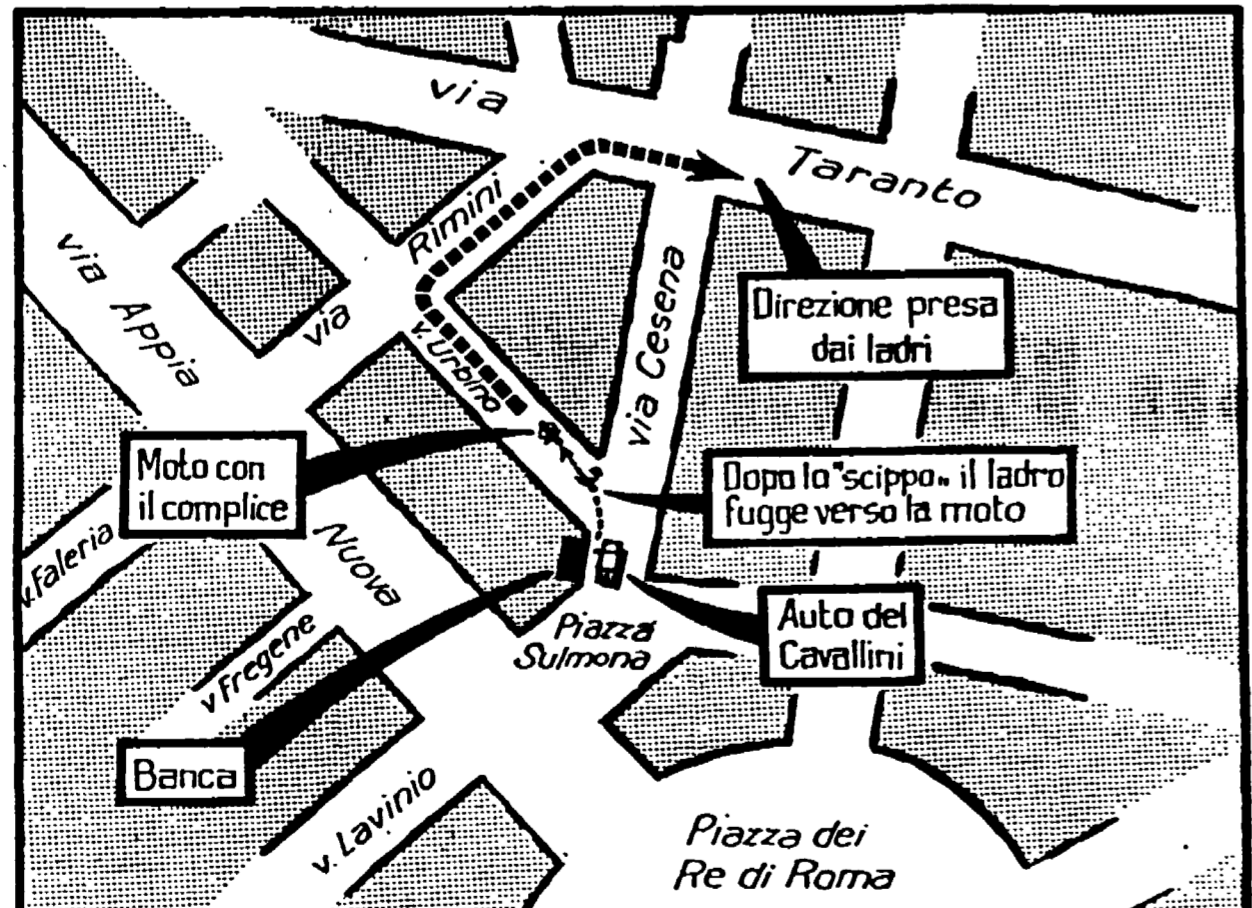 via
Taranto
Rimini
via
via Appia
Nuova
v. Urbino
via Cesena
Direzione presa
dai ladri
Moto con
il complice
Dopo lo "scippo„ il ladro
fugge verso la moto
v. Faleria
v Fregene
Piazza
Sulmona
Auto del
Cavallini
Banca
v. Lavinio
Piazza dei
Re di Roma